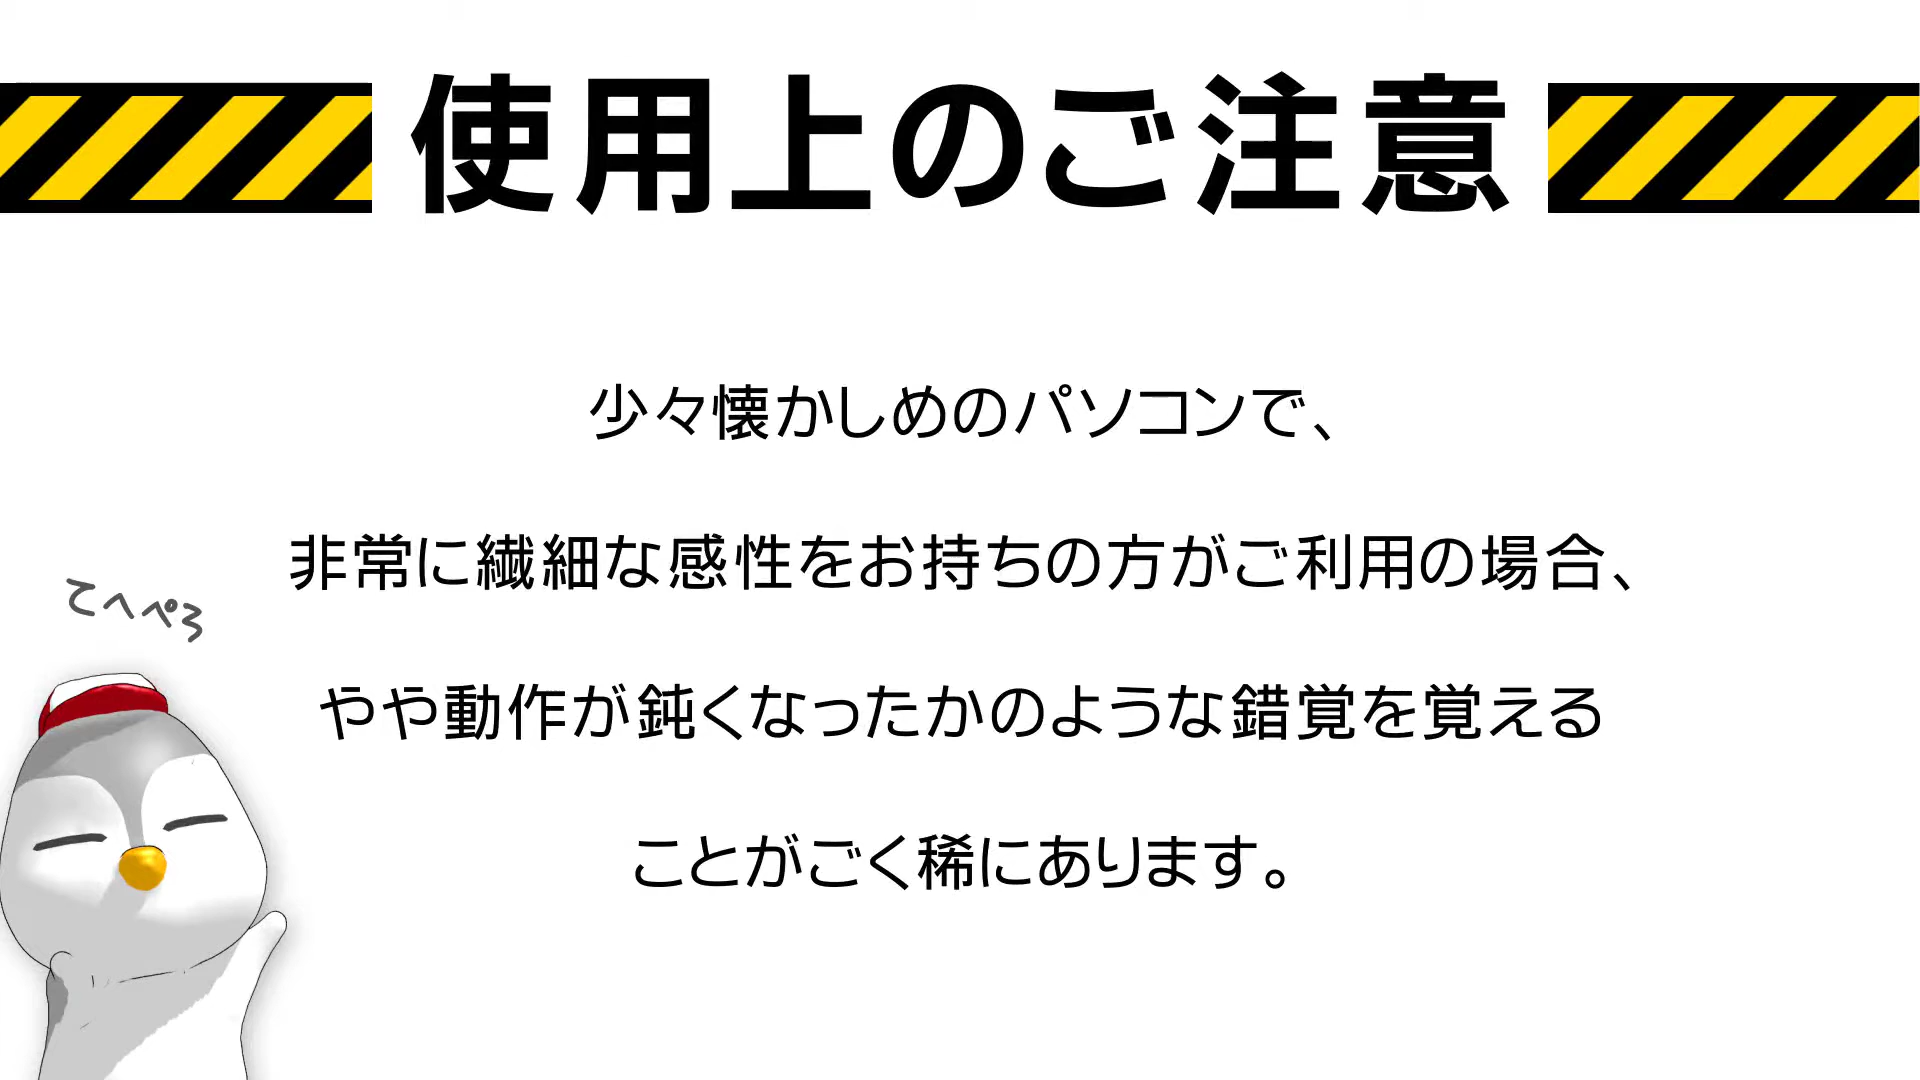 使用上のご注意
少々懐かしめのパソコンで、
非常に繊細な感性をお持ちの方がご利用の場合、
やや動作が鈍くなったかのような錯覚を覚える
ことがごく稀にあります。
てへぺろ